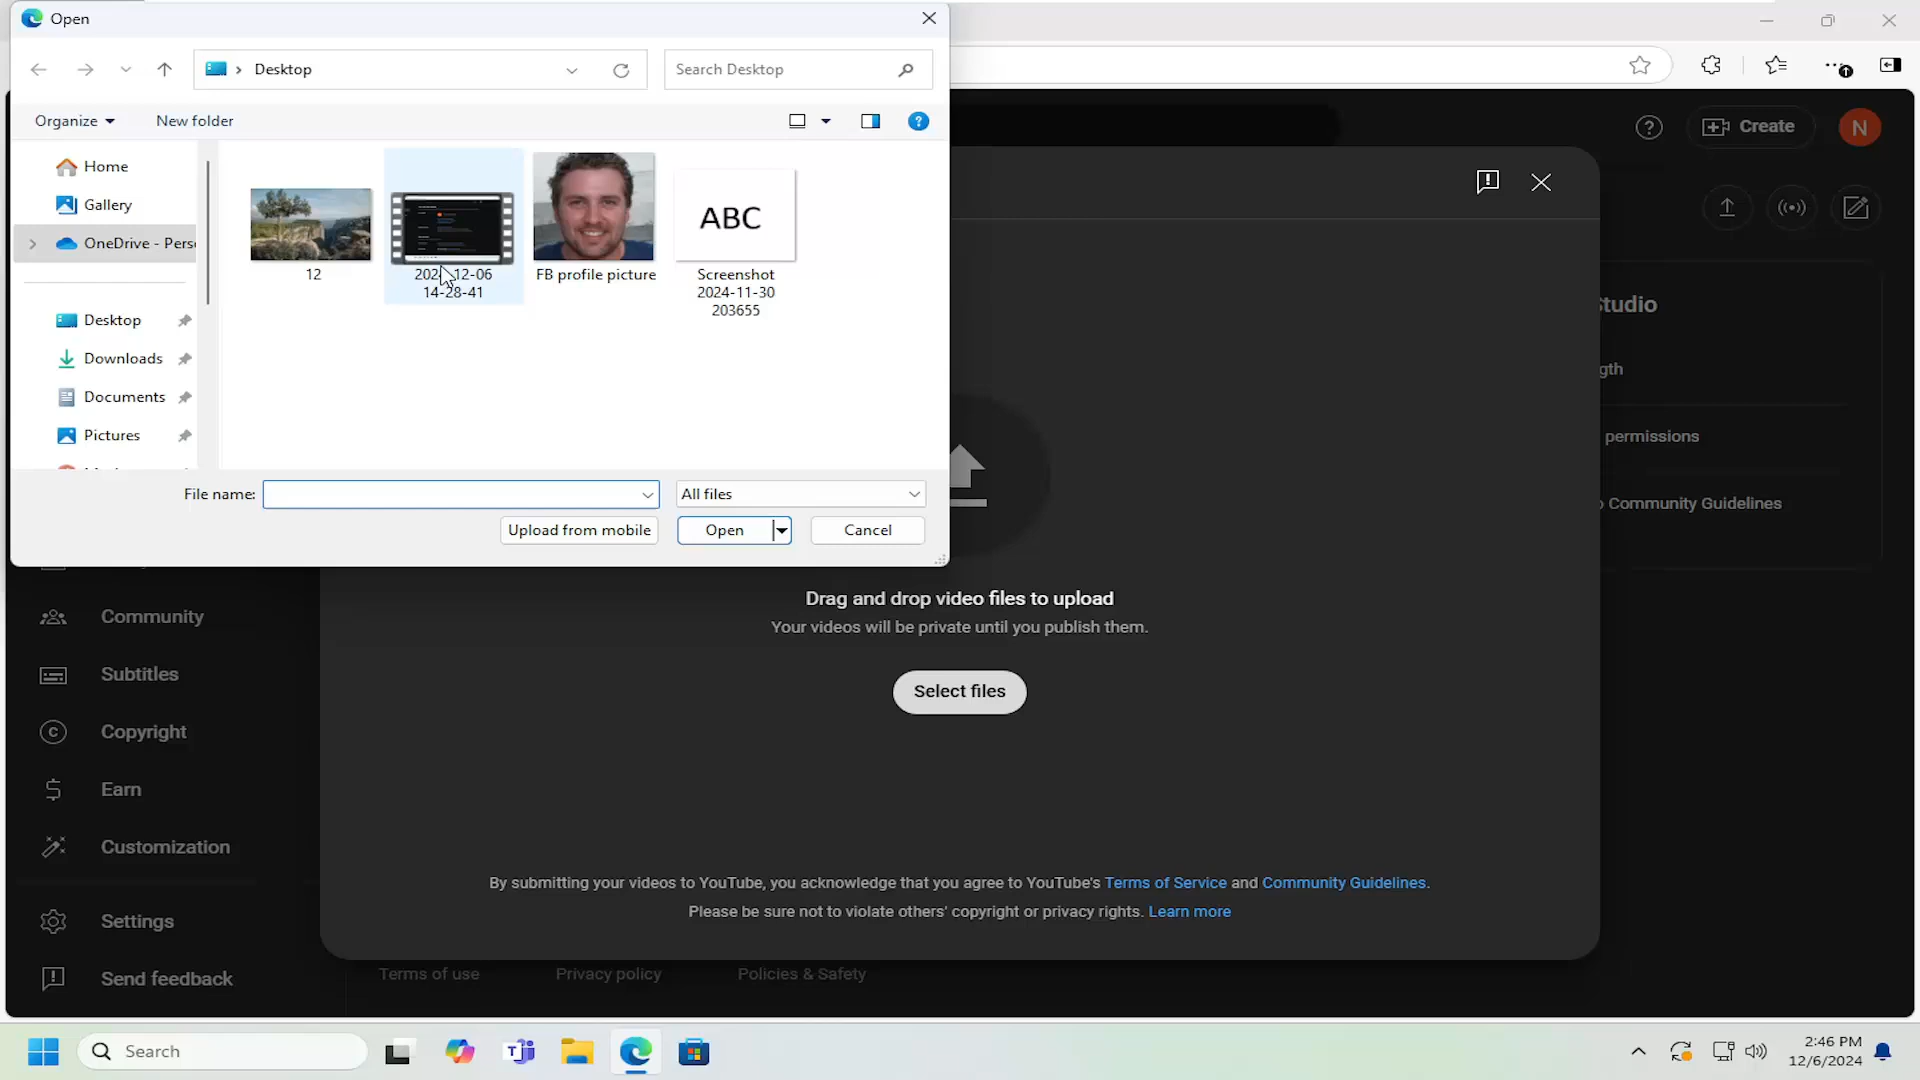 Open
Desktop
Search Desktop
Organize
New folder
Home
Gallery
OneDrive - Pers
Desktop
Downloads
Documents
Pictures
12
2024-12-06
14-28-41
FB profile picture
ABC
Screenshot
2024-11-30
203655
File name:
All files
Upload from mobile
Open
Cancel
Create
N
Studio
gth
permissions
Community Guidelines
Drag and drop video files to upload
Your videos will be private until you publish them.
Select files
By submitting your videos to YouTube, you acknowledge that you agree to YouTube's Terms of Service and Community Guidelines.
Please be sure not to violate others' copyright or privacy rights. Learn more
Community
Subtitles
Copyright
Earn
Customization
Settings
Send feedback
Terms of use
Privacy policy
Policies & Safety
Search
2:46 PM
12/6/2024